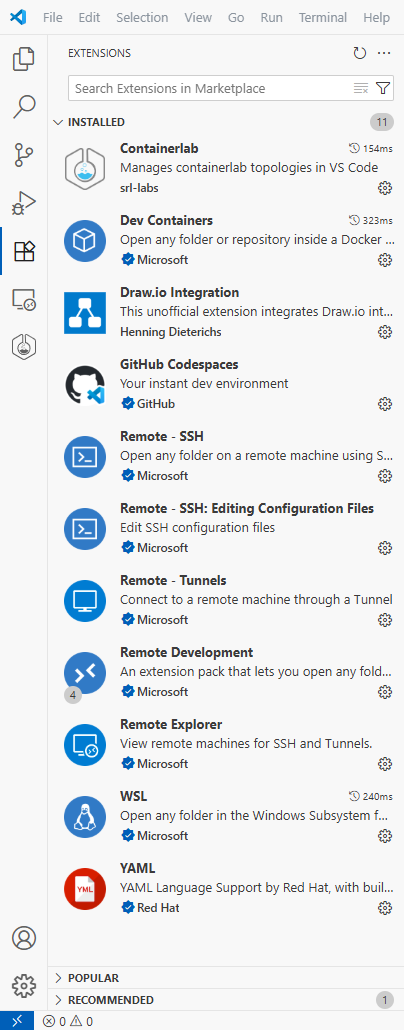 File Edit Selection View Go Run Terminal Help
EXTENSIONS
Search Extensions in Marketplace
INSTALLED 11
Containerlab 154ms
Manages containerlab topologies in VS Code
srl-labs
Dev Containers 323ms
Open any folder or repository inside a Docker ...
Microsoft
Draw.io Integration
This unofficial extension integrates Draw.io int...
Henning Dieterichs
GitHub Codespaces
Your instant dev environment
GitHub
Remote - SSH
Open any folder on a remote machine using S...
Microsoft
Remote - SSH: Editing Configuration Files
Edit SSH configuration files
Microsoft
Remote - Tunnels
Connect to a remote machine through a Tunnel
Microsoft
Remote Development
An extension pack that lets you open any fold...
4
Microsoft
Remote Explorer
View remote machines for SSH and Tunnels.
Microsoft
WSL 240ms
Open any folder in the Windows Subsystem f...
Microsoft
YAML
YML
YAML Language Support by Red Hat, with buil...
Red Hat
POPULAR
RECOMMENDED 1
0 0